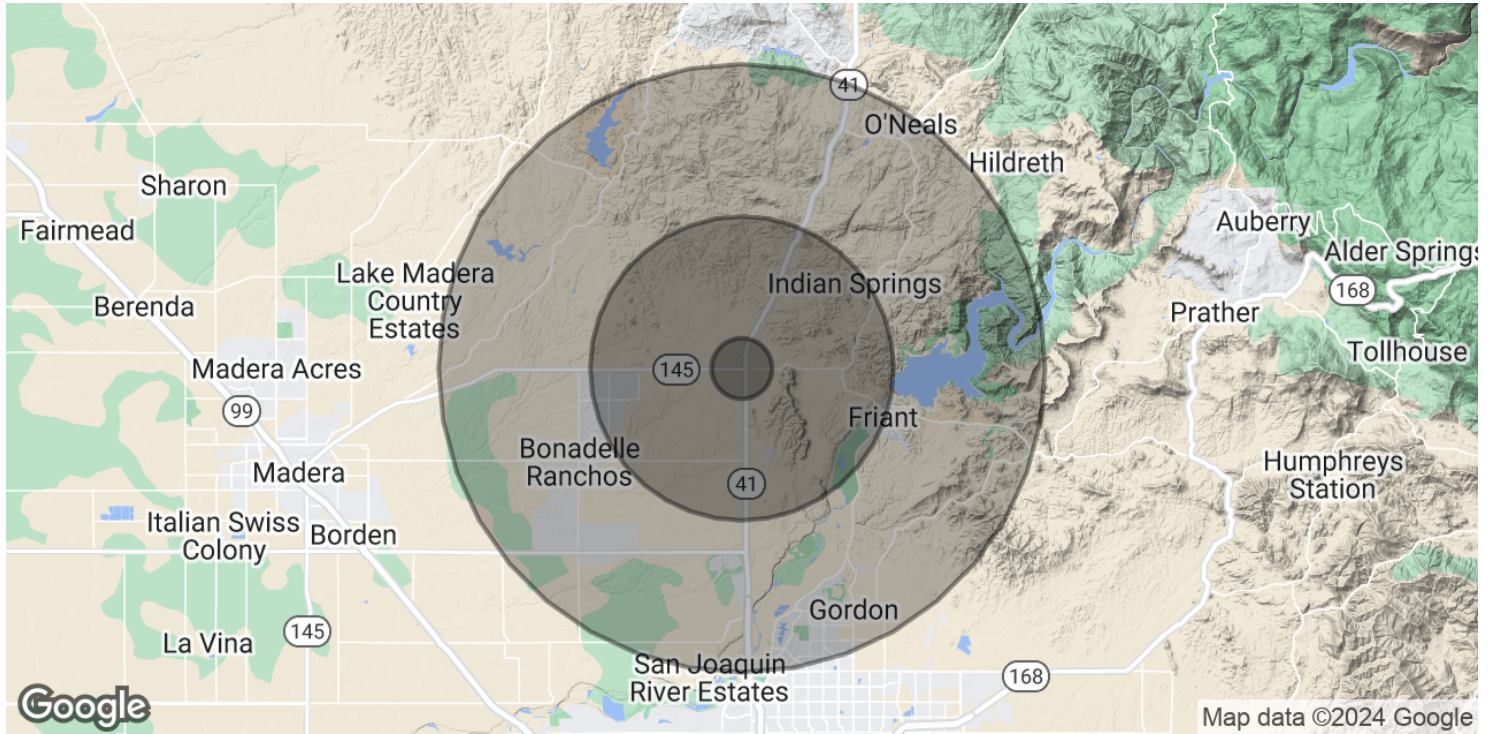 41
O'Neals
Hildreth
Sharon
Auberry
Fairmead
Alder Springs
Lake Madera
Country
Estates
Indian Springs
168
Berenda
Prather
Madera Acres
145
Tollhouse
99
Friant
Bonadelle
Ranchos
Madera
41
Humphreys
Station
Italian Swiss
Colony
Borden
Gordon
145
La Vina
San Joaquin
River Estates
168
Google
Map data ©2024 Google